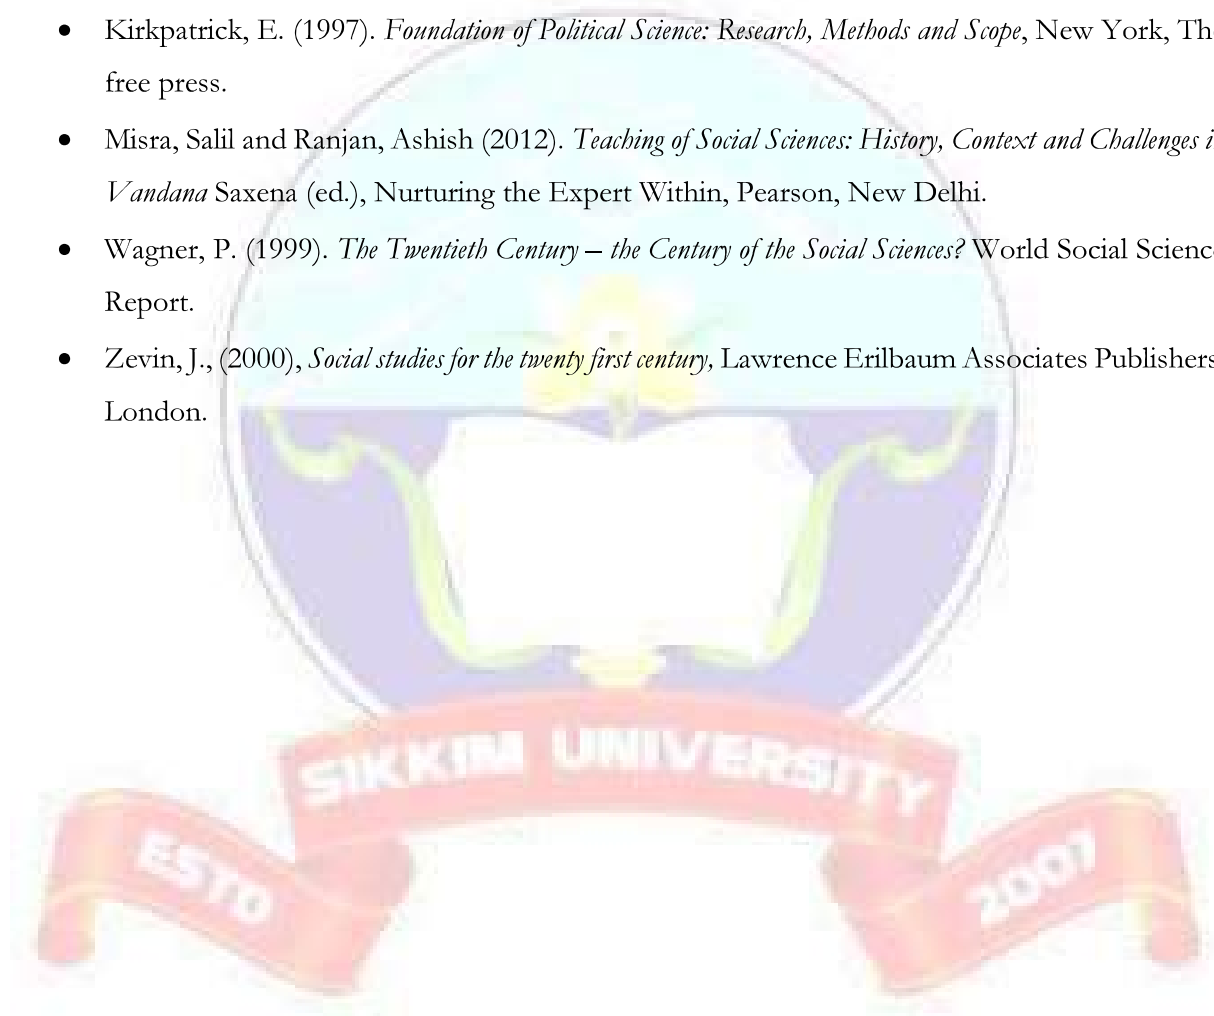 • Kirkpatrick, E. (1997). Foundation of Political Science: Research, Methods and Scope, New York, Th
free press.
• Misra, Salil and Ranjan, Ashish (2012). Teaching of Social Sciences: History, Context and Challenges i
Vandana Saxena (ed.), Nurturing the Expert Within, Pearson, New Delhi.
• Wagner, P. (1999). The Twentieth Century – the Century of the Social Sciences? World Social Scienc
Report.
• Zevin, J., (2000), Social studies for the twenty first century, Lawrence Erilbaum Associates Publishers
London.
SIKKIM UNIVERSITY
ESTD
2007